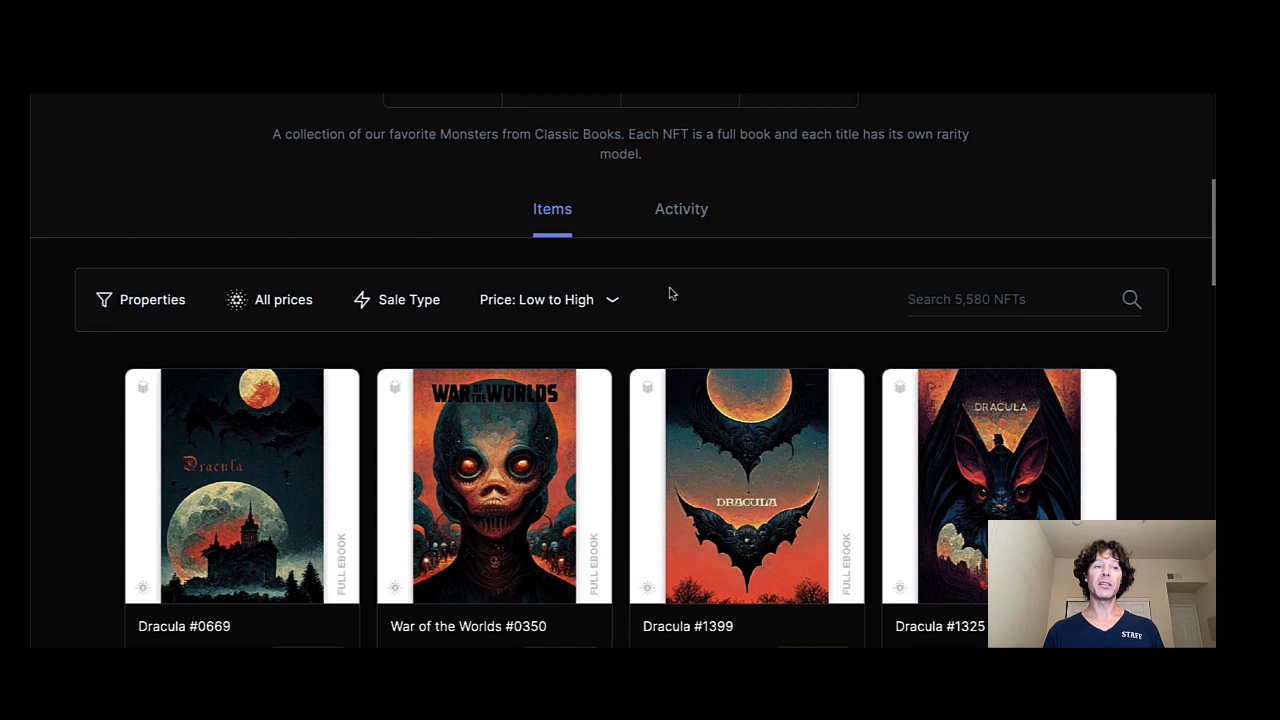 A collection of our favorite Monsters from Classic Books. Each NFT is a full book and each title has its own rarity
model.
Items
Activity
Properties
All prices
Sale Type
Price: Low to High
Search 5,580 NFTs
Dracula
FULL EBOOK
WAR OF THE WORLDS
FULL EBOOK
DRACULA
FULL EBOOK
DRACULA
Dracula #0669
War of the Worlds #0350
Dracula #1399
Dracula #1325
STAFF